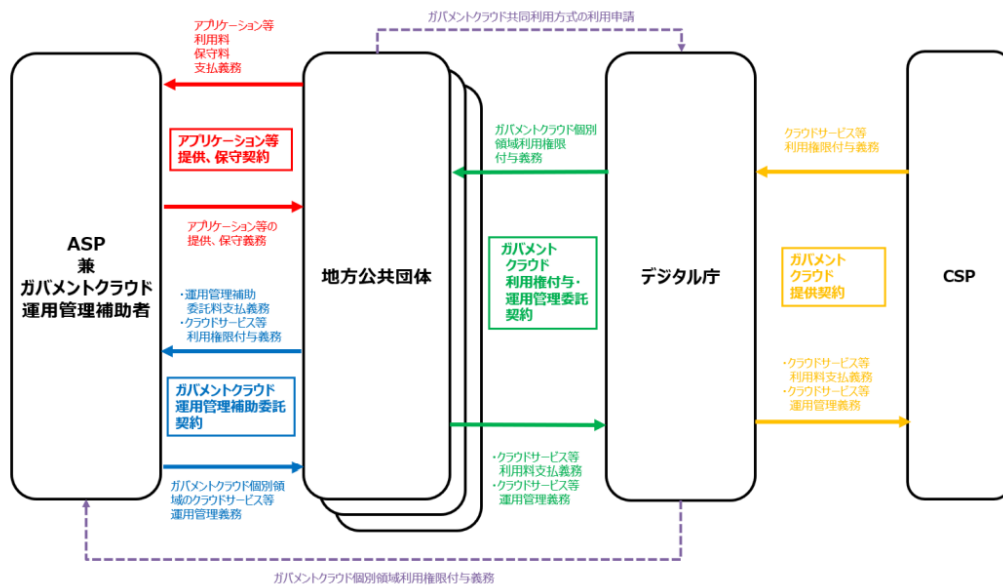 ガバメントクラウド共同利用方式の利用申請
アプリケーション等
利用料
保守料
支払義務
アプリケーション等
提供、保守契約
アプリケーション等の
提供、保守義務
ASP
兼
ガバメントクラウド
運用管理補助者
・運用管理補助
委託料支払義務
・クラウドサービス等
利用権限付与義務
ガバメントクラウド
運用管理補助委託
契約
ガバメントクラウド個別領
域のクラウドサービス等
運用管理義務
地方公共団体
ガバメントクラウド個別
領域利用権限
付与義務
ガバメント
クラウド
利用権付与・
運用管理委託
契約
・クラウドサービス等
利用料支払義務
・クラウドサービス等
運用管理義務
デジタル庁
クラウドサービス等
利用権限付与義務
ガバメント
クラウド
提供契約
・クラウドサービス等
利用料支払義務
・クラウドサービス等
運用管理義務
CSP
ガバメントクラウド個別領域利用権限付与義務